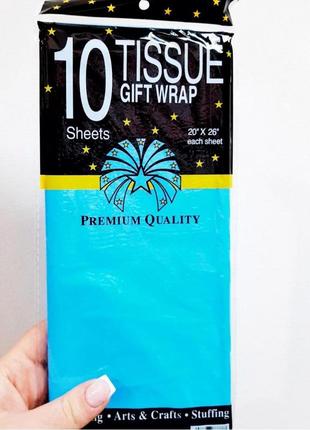 10 TISSUE
GIFT WRAP
Sheets
20" X 26"
each sheet
PREMIUM QUALITY
• Arts & Crafts • Stuffing